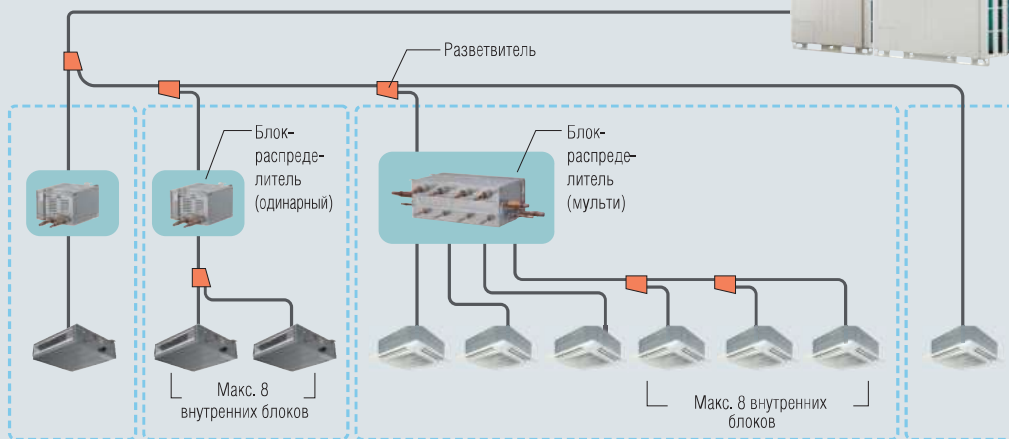 Разветвитель
Блок-
распреде-
литель
(одинарный)
Блок-
распреде-
литель
(мульти)
Макс. 8
внутренних блоков
Макс. 8 внутренних
блоков